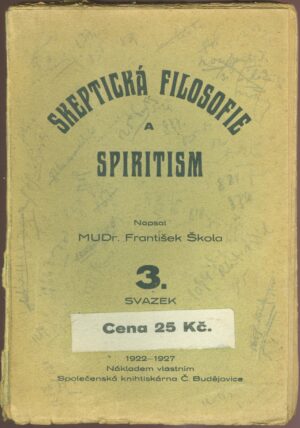 SKEPTICKÁ FILOSOFIE
A
SPIRITISM
Napsal
MUDr. František Škola
3.
SVAZEK
Cena 25 Kč.
1922–1927
Nákladem vlastním
Společenská knihtiskárna Č. Budějovice